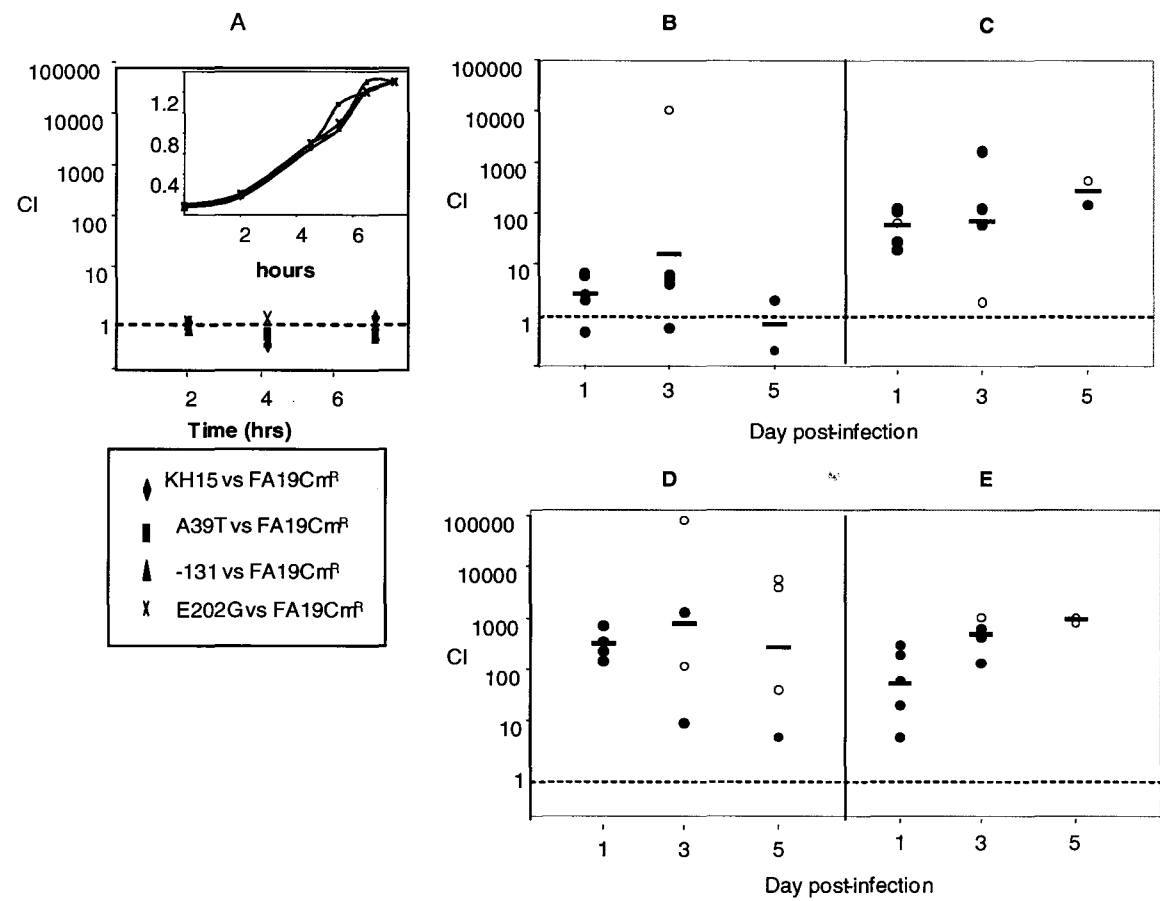 A
100000
10000
1000
100
10
1
CI
1.2
0.8
0.4
2 4 6
hours
2 4 6
Time (hrs)
KH15 vs FA19Cmᴿ
A39T vs FA19Cmᴿ
-131 vs FA19Cmᴿ
E202G vs FA19Cmᴿ
B C
100000
10000
1000
100
10
1
CI
1 3 5 1 3 5
Day post-infection
D E
100000
10000
1000
100
10
1
CI
1 3 5 1 3 5
Day post-infection